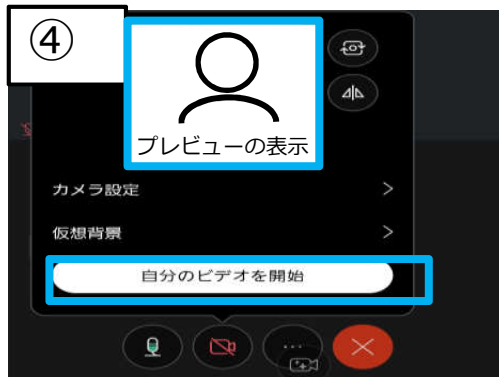 ④
プレビューの表示
カメラ設定
仮想背景
自分のビデオを開始